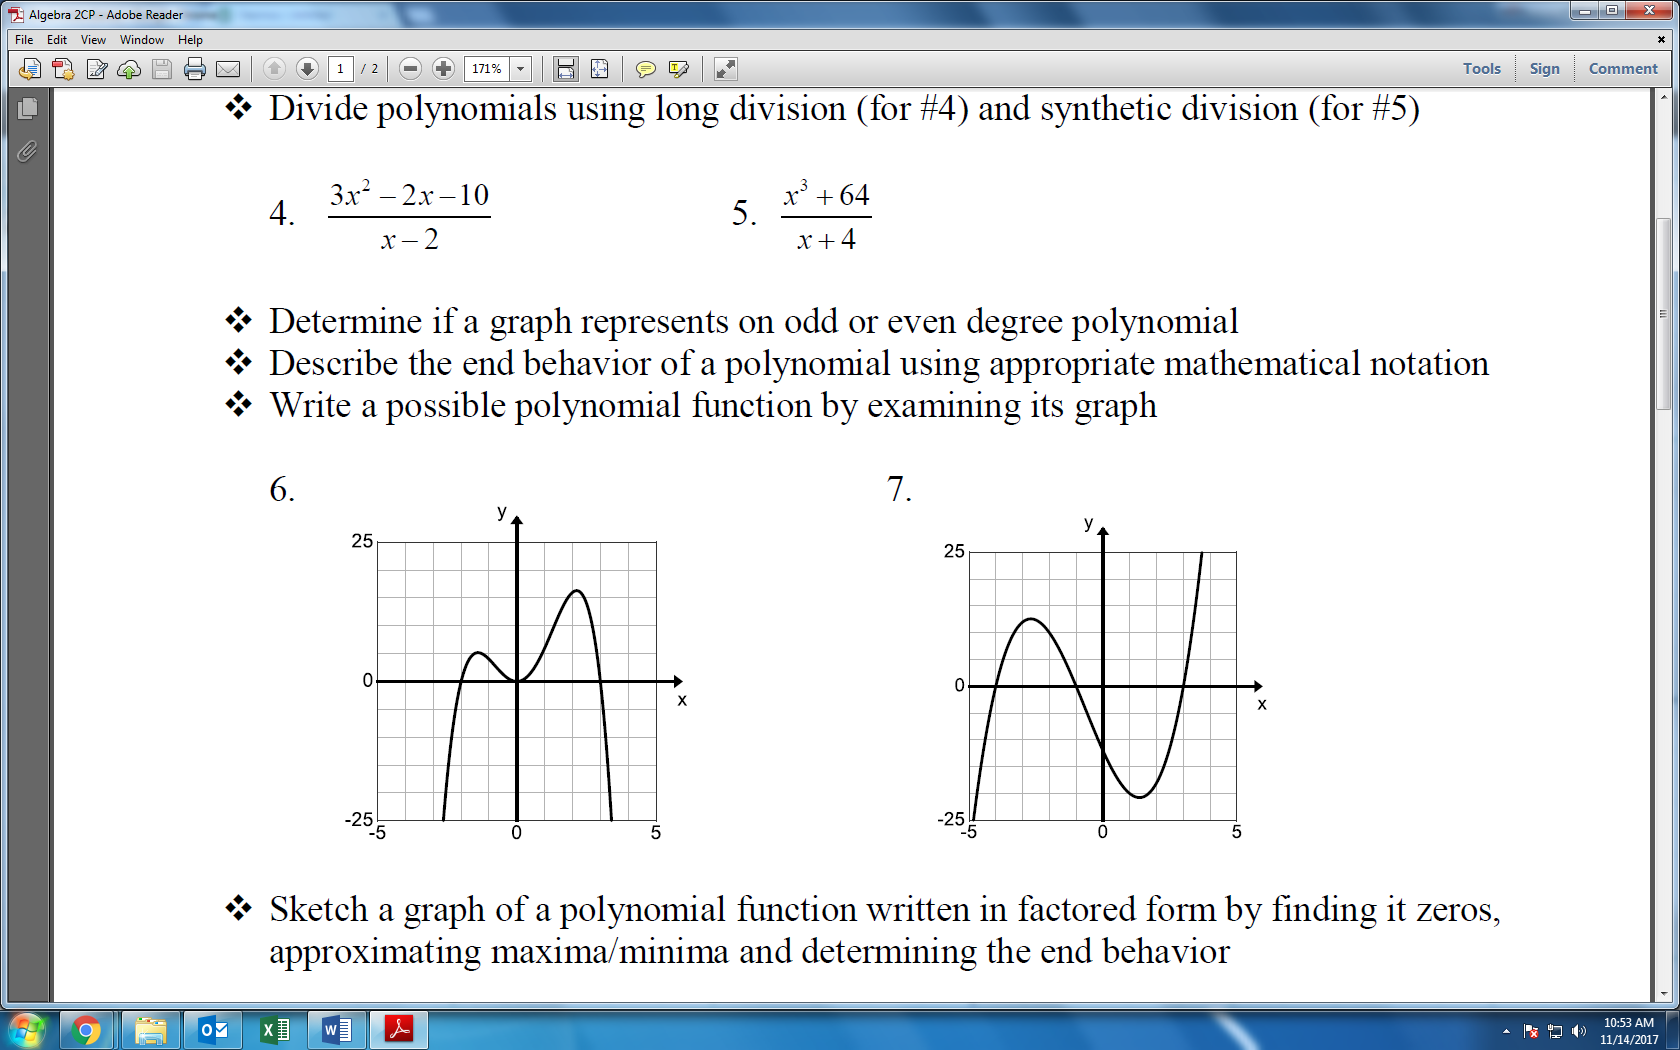 Algebra 2CP - Adobe Reader
File Edit View Window Help
1 / 2 171% Tools Sign Comment
❖ Divide polynomials using long division (for #4) and synthetic division (for #5)
4. (3x² − 2x − 10)/(x − 2) 5. (x³ + 64)/(x + 4)
❖ Determine if a graph represents on odd or even degree polynomial
❖ Describe the end behavior of a polynomial using appropriate mathematical notation
❖ Write a possible polynomial function by examining its graph
6. 7.
y y
25 25
0 0
x x
-25 -25
-5 0 5 -5 0 5
❖ Sketch a graph of a polynomial function written in factored form by finding it zeros,
approximating maxima/minima and determining the end behavior
10:53 AM
11/14/2017